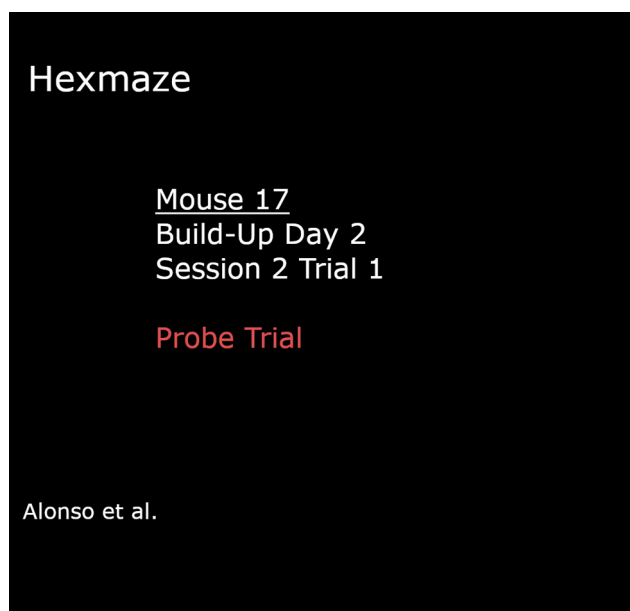 Hexmaze
Mouse 17
Build-Up Day 2
Session 2 Trial 1
Probe Trial
Alonso et al.